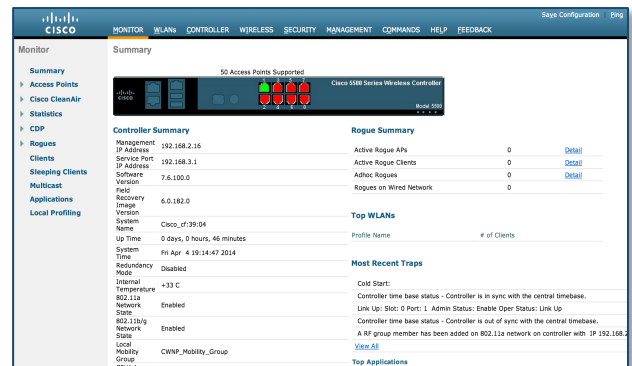 Save Configuration Ping
CISCO
MONITOR WLANs CONTROLLER WIRELESS SECURITY MANAGEMENT COMMANDS HELP FEEDBACK
Monitor
Summary
Access Points
Cisco CleanAir
Statistics
CDP
Rogues
Clients
Sleeping Clients
Multicast
Applications
Local Profiling
Summary
50 Access Points Supported
CISCO
1 3 5 7
2 4 6 8
Cisco 5500 Series Wireless Controller
Model 5508
Controller Summary
Management IP Address 192.168.2.16
Service Port IP Address 192.168.3.1
Software Version 7.6.100.0
Field Recovery Image Version 6.0.182.0
System Name Cisco_cf:39:04
Up Time 0 days, 0 hours, 46 minutes
System Time Fri Apr 4 19:14:47 2014
Redundancy Mode Disabled
Internal Temperature +33 C
802.11a Network State Enabled
802.11b/g Network State Enabled
Local Mobility Group CWNP_Mobility_Group
Rogue Summary
Active Rogue APs 0 Detail
Active Rogue Clients 0 Detail
Adhoc Rogues 0 Detail
Rogues on Wired Network 0
Top WLANs
Profile Name # of Clients
Most Recent Traps
Cold Start:
Controller time base status - Controller is in sync with the central timebase.
Link Up: Slot: 0 Port: 1 Admin Status: Enable Oper Status: Link Up
Controller time base status - Controller is out of sync with the central timebase.
A RF group member has been added on 802.11a network on controller with IP 192.168.2
View All
Top Applications